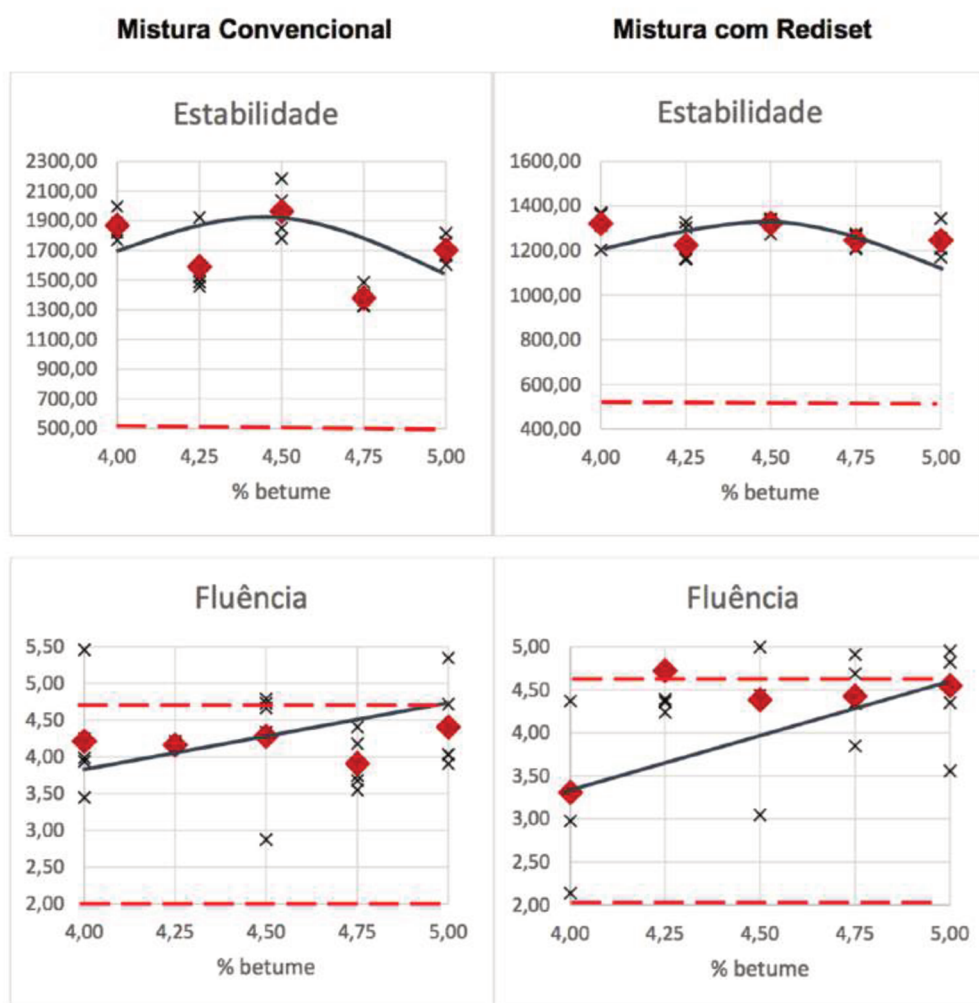 Mistura Convencional
Mistura com Rediset
Estabilidade
2300,00
2100,00
1900,00
1700,00
1500,00
1300,00
1100,00
900,00
700,00
500,00
4,00 4,25 4,50 4,75 5,00
% betume
Estabilidade
1600,00
1400,00
1200,00
1000,00
800,00
600,00
400,00
4,00 4,25 4,50 4,75 5,00
% betume
Fluência
5,50
5,00
4,50
4,00
3,50
3,00
2,50
2,00
4,00 4,25 4,50 4,75 5,00
% betume
Fluência
5,00
4,50
4,00
3,50
3,00
2,50
2,00
4,00 4,25 4,50 4,75 5,00
% betume